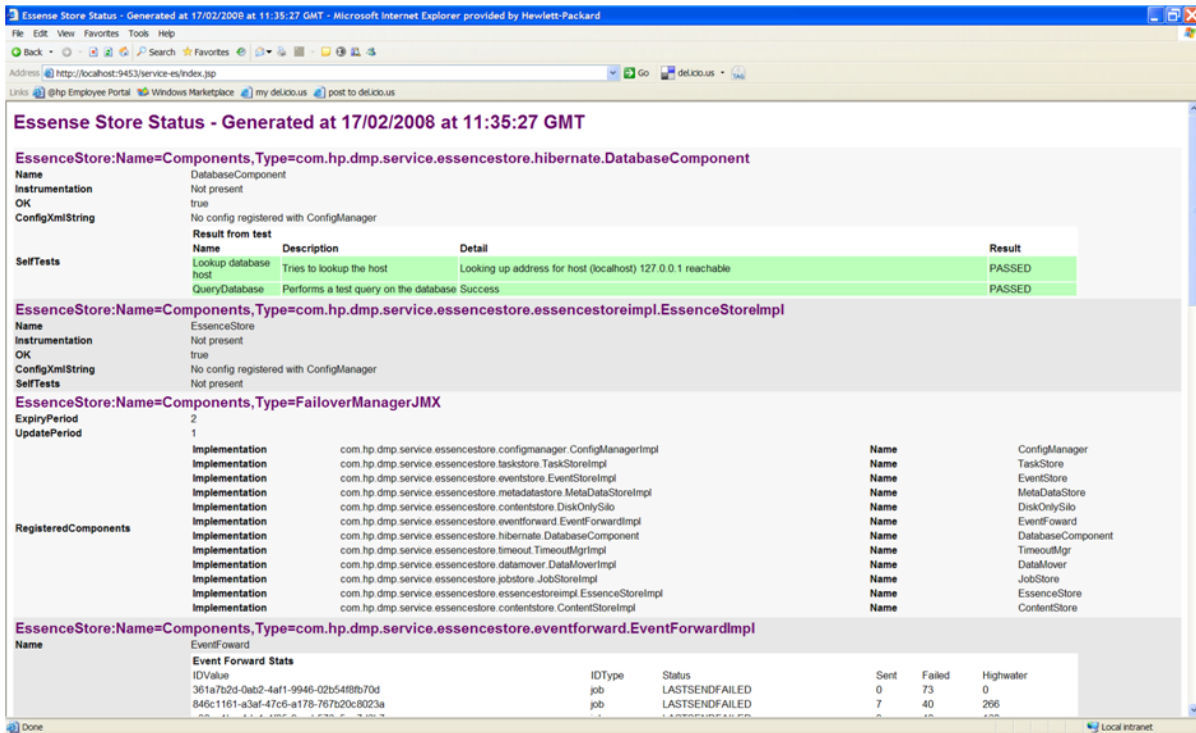 Essense Store Status - Generated at 17/02/2008 at 11:35:27 GMT - Microsoft Internet Explorer provided by Hewlett-Packard
File Edit View Favorites Tools Help
Back Search Favorites
Address http://localhost:9453/service-es/index.jsp Go del.icio.us TAG
Links @hp Employee Portal Windows Marketplace my del.icio.us post to del.icio.us
Essense Store Status - Generated at 17/02/2008 at 11:35:27 GMT
EssenceStore:Name=Components,Type=com.hp.dmp.service.essencestore.hibernate.DatabaseComponent
Name DatabaseComponent
Instrumentation Not present
OK true
ConfigXmlString No config registered with ConfigManager
Result from test
Name Description Detail Result
SelfTests
Lookup database host Tries to lookup the host Looking up address for host (localhost) 127.0.0.1 reachable PASSED
QueryDatabase Performs a test query on the database Success PASSED
EssenceStore:Name=Components,Type=com.hp.dmp.service.essencestore.essencestoreimpl.EssenceStoreImpl
Name EssenceStore
Instrumentation Not present
OK true
ConfigXmlString No config registered with ConfigManager
SelfTests Not present
EssenceStore:Name=Components,Type=FailoverManagerJMX
ExpiryPeriod 2
UpdatePeriod 1
RegisteredComponents
Implementation com.hp.dmp.service.essencestore.configmanager.ConfigManagerImpl Name ConfigManager
Implementation com.hp.dmp.service.essencestore.taskstore.TaskStoreImpl Name TaskStore
Implementation com.hp.dmp.service.essencestore.eventstore.EventStoreImpl Name EventStore
Implementation com.hp.dmp.service.essencestore.metadatastore.MetaDataStoreImpl Name MetaDataStore
Implementation com.hp.dmp.service.essencestore.contentstore.DiskOnlySilo Name DiskOnlySilo
Implementation com.hp.dmp.service.essencestore.eventforward.EventForwardImpl Name EventFoward
Implementation com.hp.dmp.service.essencestore.hibernate.DatabaseComponent Name DatabaseComponent
Implementation com.hp.dmp.service.essencestore.timeout.TimeoutMgrImpl Name TimeoutMgr
Implementation com.hp.dmp.service.essencestore.datamover.DataMoverImpl Name DataMover
Implementation com.hp.dmp.service.essencestore.jobstore.JobStoreImpl Name JobStore
Implementation com.hp.dmp.service.essencestore.essencestoreimpl.EssenceStoreImpl Name EssenceStore
Implementation com.hp.dmp.service.essencestore.contentstore.ContentStoreImpl Name ContentStore
EssenceStore:Name=Components,Type=com.hp.dmp.service.essencestore.eventforward.EventForwardImpl
Name EventFoward
Event Forward Stats
IDValue IDType Status Sent Failed Highwater
361a7b2d-0ab2-4af1-9946-02b54f8fb70d job LASTSENDFAILED 0 73 0
846c1161-a3af-47c6-a178-767b20c8023a job LASTSENDFAILED 7 40 266
Done Local intranet